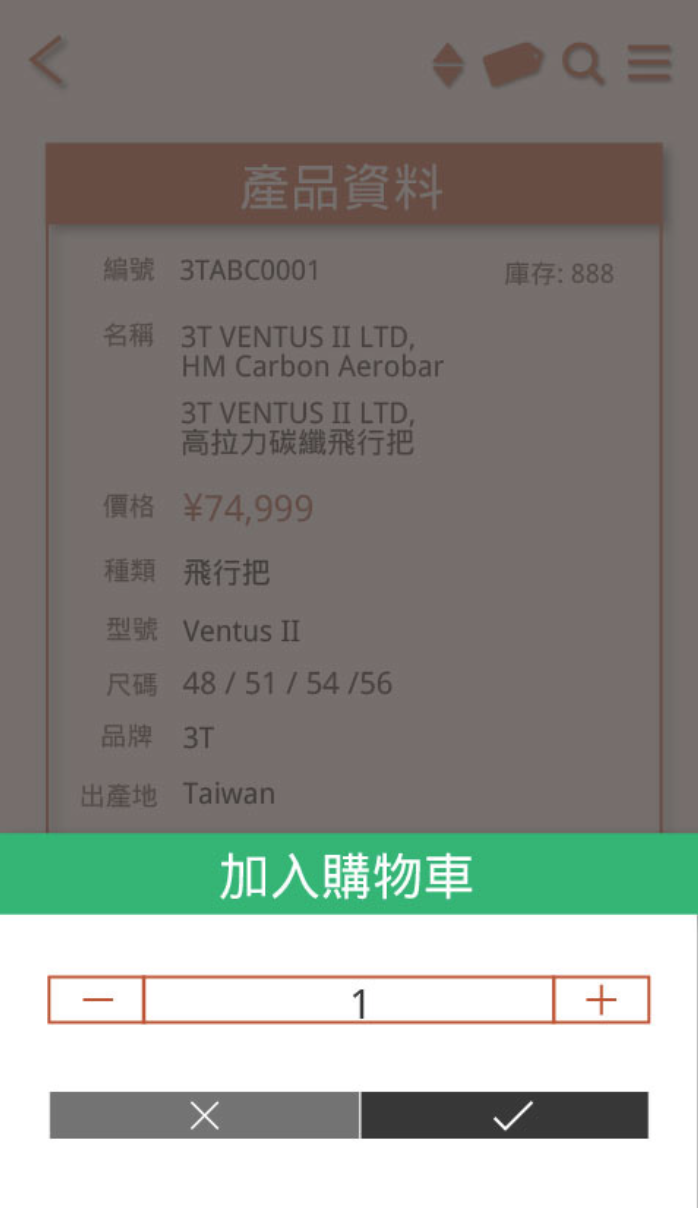 產品資料
編號 3TABC0001 庫存: 888
名稱 3T VENTUS II LTD,
HM Carbon Aerobar
3T VENTUS II LTD,
高拉力碳纖飛行把
價格 ¥74,999
種類 飛行把
型號 Ventus II
尺碼 48 / 51 / 54 /56
品牌 3T
出產地 Taiwan
加入購物車
− 1 +